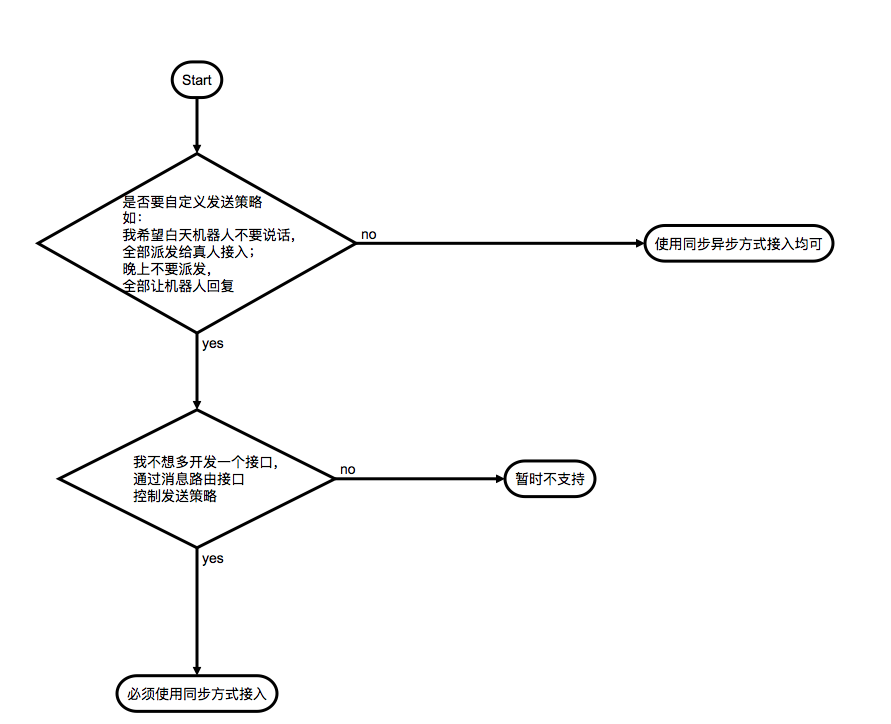 Start
是否要自定义发送策略
如：
我希望白天机器人不要说话，
全部派发给真人接入；
晚上不要派发，
全部让机器人回复
no
使用同步异步方式接入均可
yes
我不想多开发一个接口，
通过消息路由接口
控制发送策略
no
暂时不支持
yes
必须使用同步方式接入